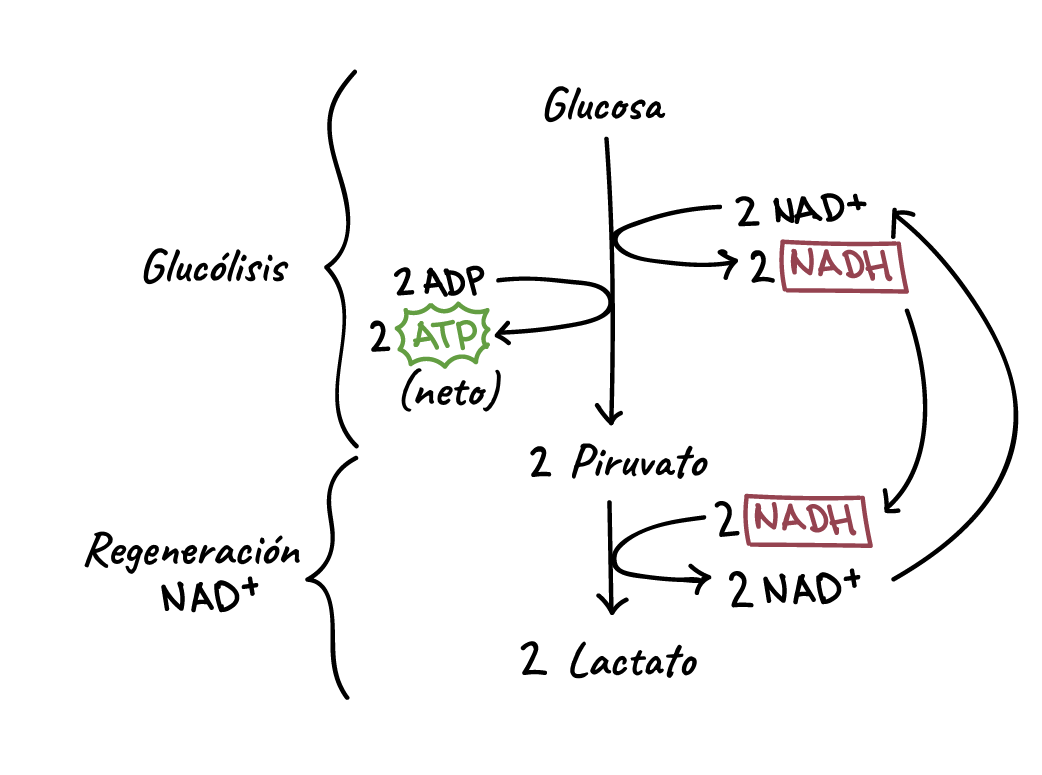 Glucosa
2 NAD+
2 NADH
Glucólisis
2 ADP
2 ATP
(neto)
2 Piruvato
2 NADH
2 NAD+
Regeneración
NAD+
2 Lactato